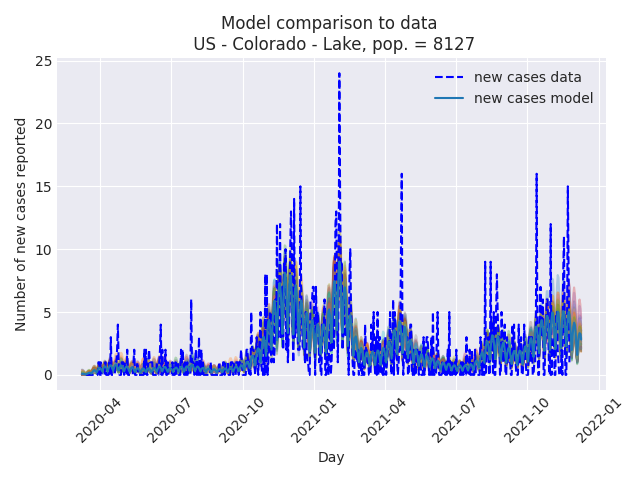 Model comparison to data
US - Colorado - Lake, pop. = 8127
new cases data
new cases model
Number of new cases reported
25
20
15
10
5
0
2020-04
2020-07
2020-10
2021-01
2021-04
2021-07
2021-10
2022-01
Day